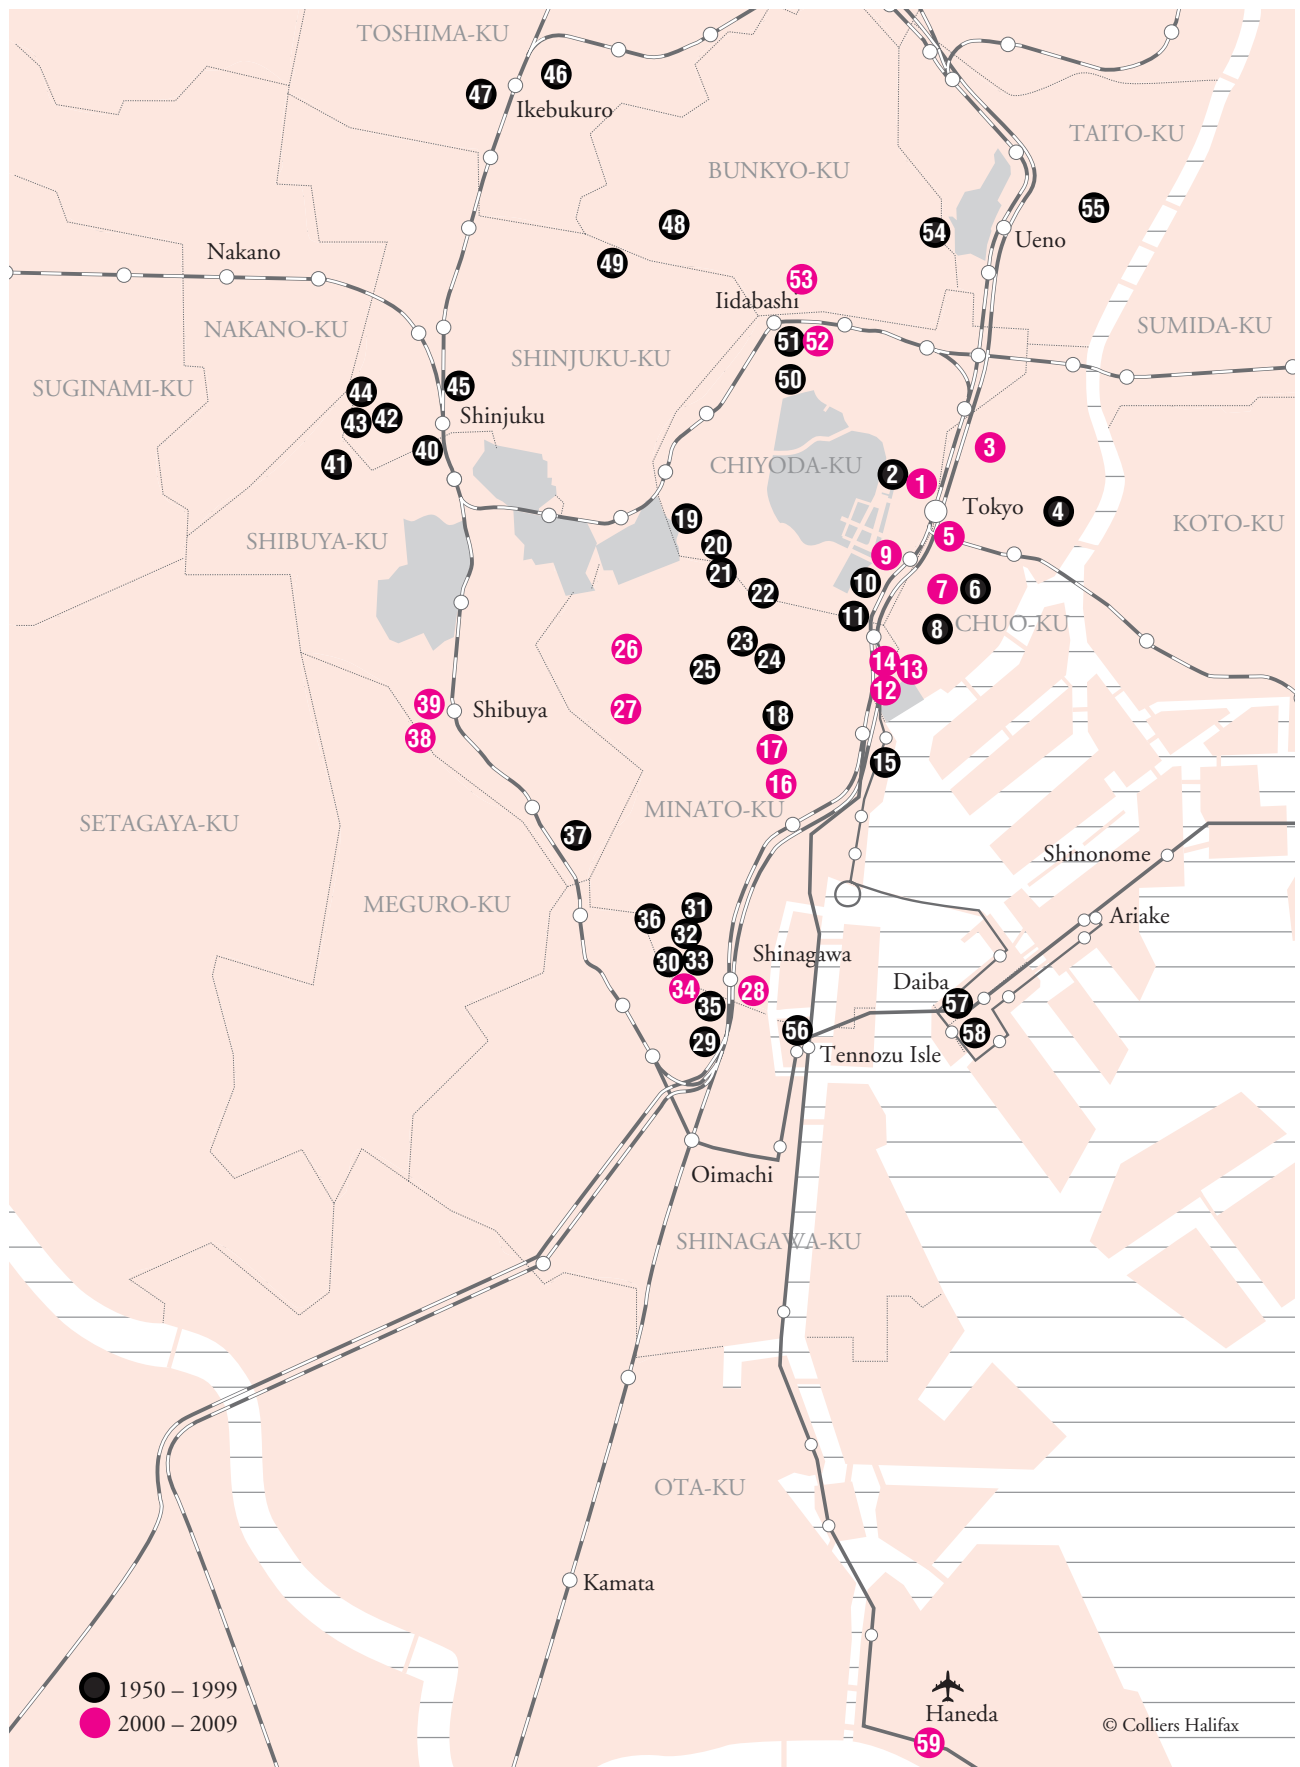 TOSHIMA-KU
46
47
Ikebukuro
TAITO-KU
BUNKYO-KU
55
48
54
Ueno
Nakano
49
53
Iidabashi
NAKANO-KU
SUMIDA-KU
51
52
SHINJUKU-KU
50
SUGINAMI-KU
45
44
Shinjuku
43
42
3
40
41
CHIYODA-KU
2
1
Tokyo
4
19
KOTO-KU
5
SHIBUYA-KU
20
9
21
10
22
7
6
11
8
CHUO-KU
23
26
24
14
13
25
12
39
27
Shibuya
18
38
17
15
16
MINATO-KU
SETAGAYA-KU
37
Shinonome
MEGURO-KU
31
36
Ariake
32
Shinagawa
30
33
Daiba
34
28
35
57
56
58
29
Tennozu Isle
Oimachi
SHINAGAWA-KU
OTA-KU
Kamata
1950 – 1999
Haneda
2000 – 2009
© Colliers Halifax
59